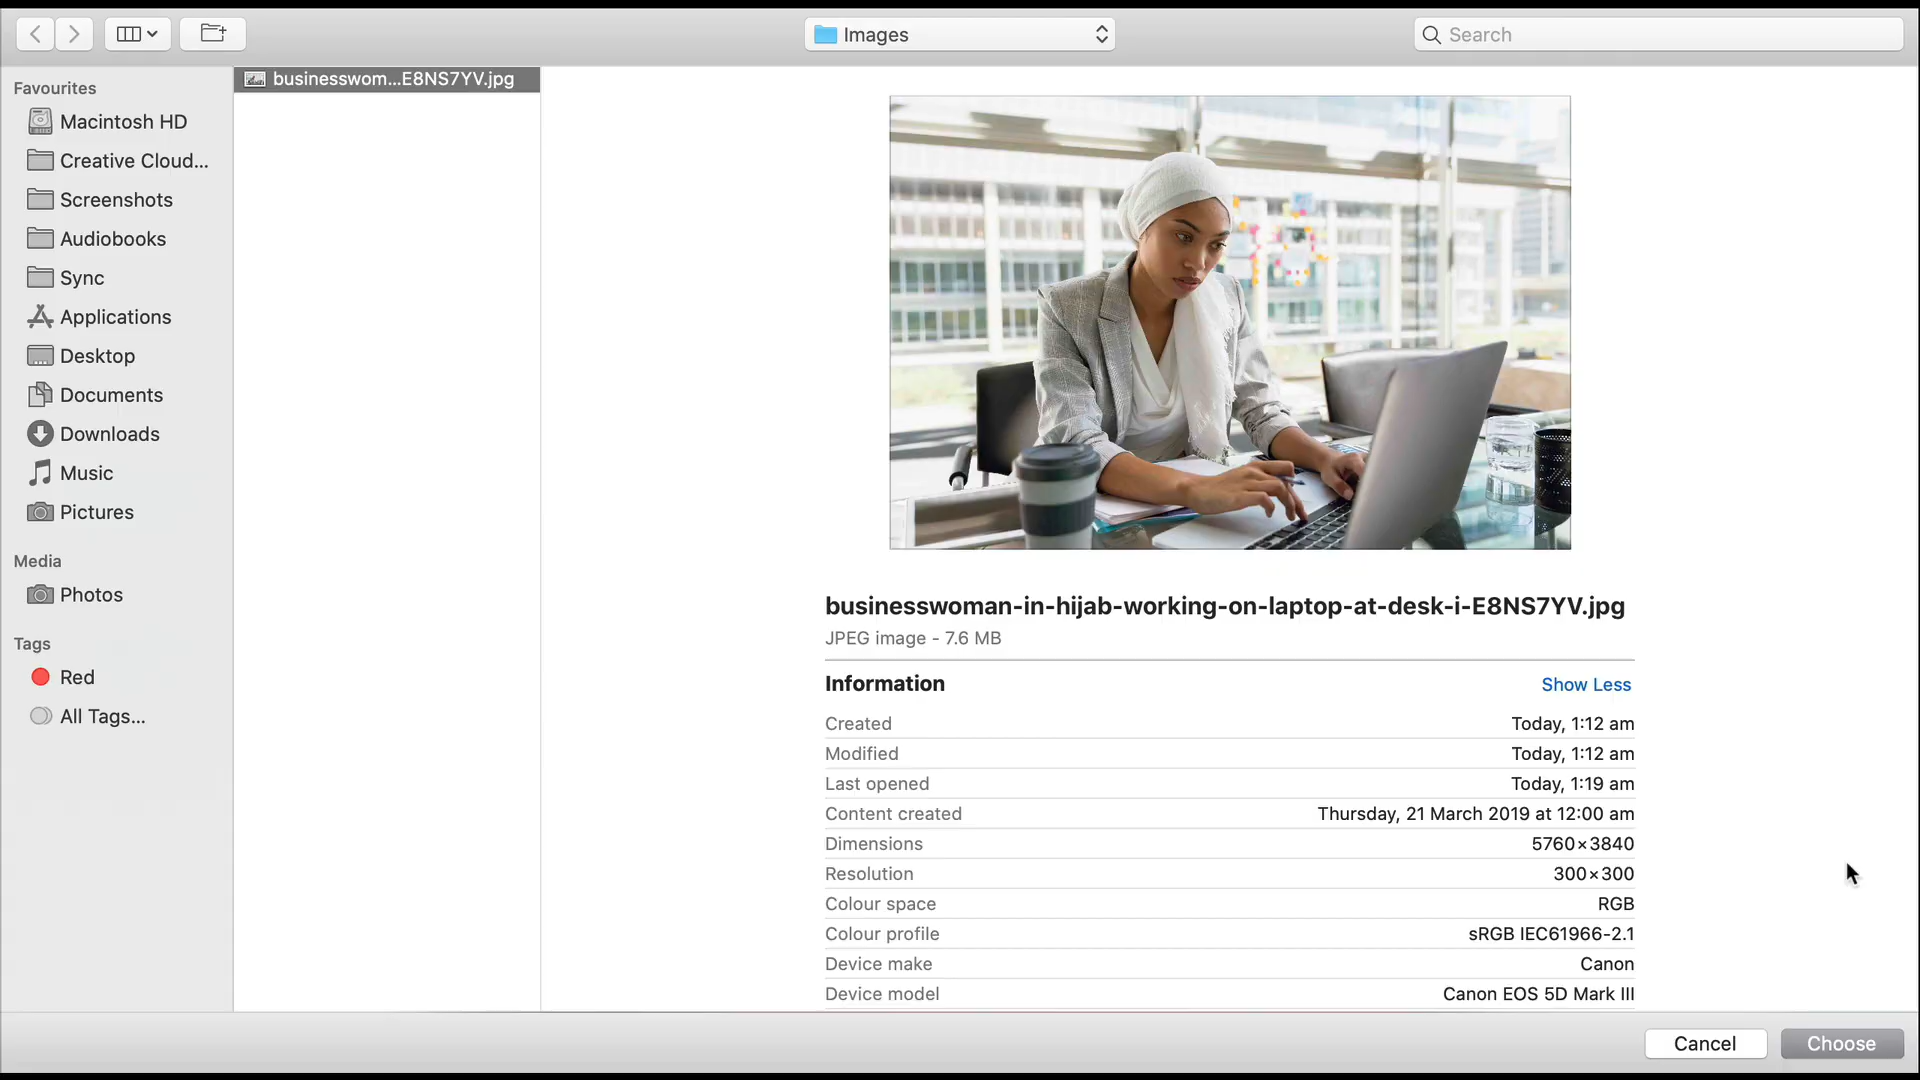 Images
Search
Favourites
Macintosh HD
Creative Cloud...
Screenshots
Audiobooks
Sync
Applications
Desktop
Documents
Downloads
Music
Pictures
Media
Photos
Tags
Red
All Tags...
businesswom...E8NS7YV.jpg
businesswoman-in-hijab-working-on-laptop-at-desk-i-E8NS7YV.jpg
JPEG image - 7.6 MB
Information Show Less
Created Today, 1:12 am
Modified Today, 1:12 am
Last opened Today, 1:19 am
Content created Thursday, 21 March 2019 at 12:00 am
Dimensions 5760×3840
Resolution 300×300
Colour space RGB
Colour profile sRGB IEC61966-2.1
Device make Canon
Device model Canon EOS 5D Mark III
Cancel Choose